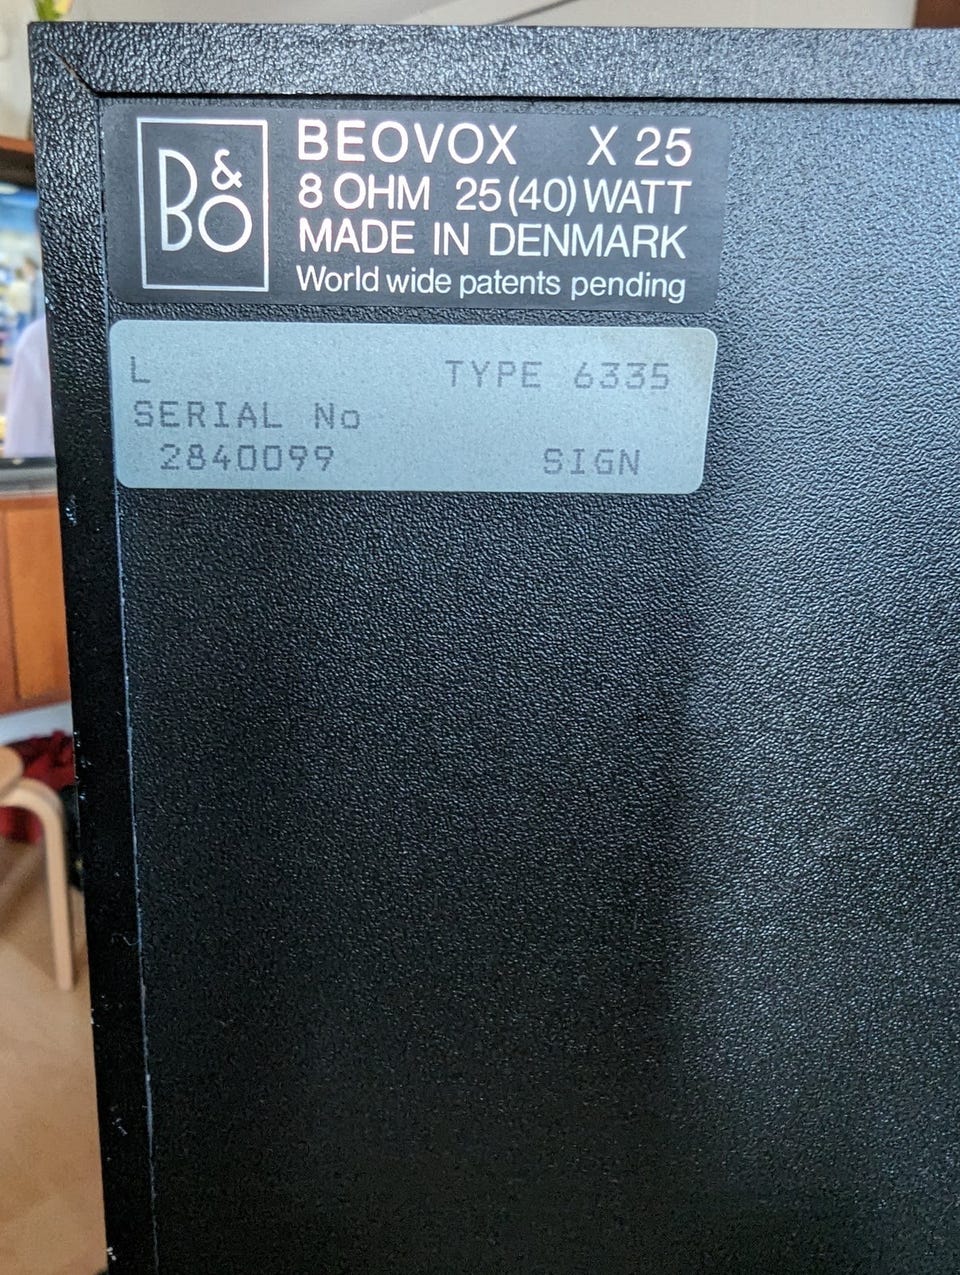 B&O
BEOVOX X 25
8 OHM 25(40) WATT
MADE IN DENMARK
World wide patents pending
L TYPE 6335
SERIAL No
2840099 SIGN